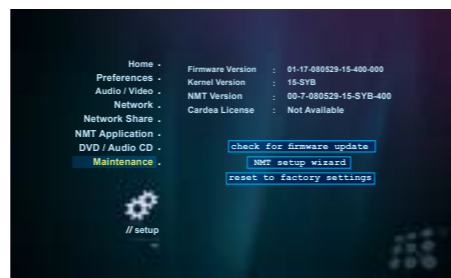 Home
Preferences
Audio / Video
Network
Network Share
NMT Application
DVD / Audio CD
Maintenance
// setup
Firmware Version : 01-17-080529-15-400-000
Kernel Version : 15-SYB
NMT Version : 00-7-080529-15-SYB-400
Cardea License : Not Available
check for firmware update
NMT setup wizard
reset to factory settings